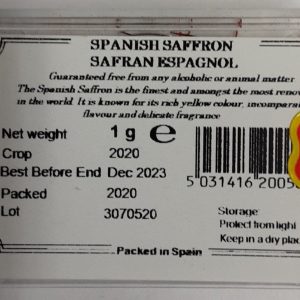 SPANISH SAFFRON
SAFRAN ESPAGNOL
Guaranteed free from any alcoholic or animal matter
The Spanish Saffron is the finest and amongst the most renow
in the world. It is known for its rich yellow colour, incompara
flavour and delicate fragrance
Net weight 1 g e
Crop 2020
Best Before End Dec 2023
Packed 2020
Lot 3070520
5 031416 2005
Storage:
Protect from light
Keep in a dry plac
Packed in Spain